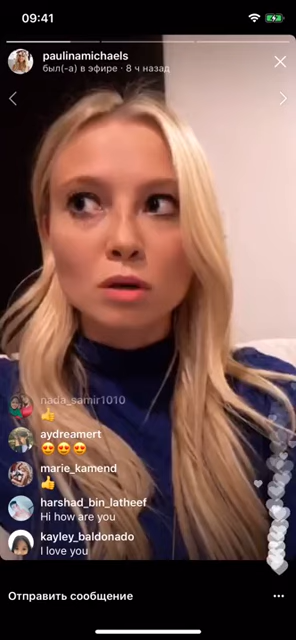 09:41
paulinamichaels
был(-а) в эфире · 8 ч назад
nada_samir1010
👍
aydreamert
😍😍😍
marie_kamend
👍
harshad_bin_latheef
Hi how are you
kayley_baldonado
I love you
Отправить сообщение